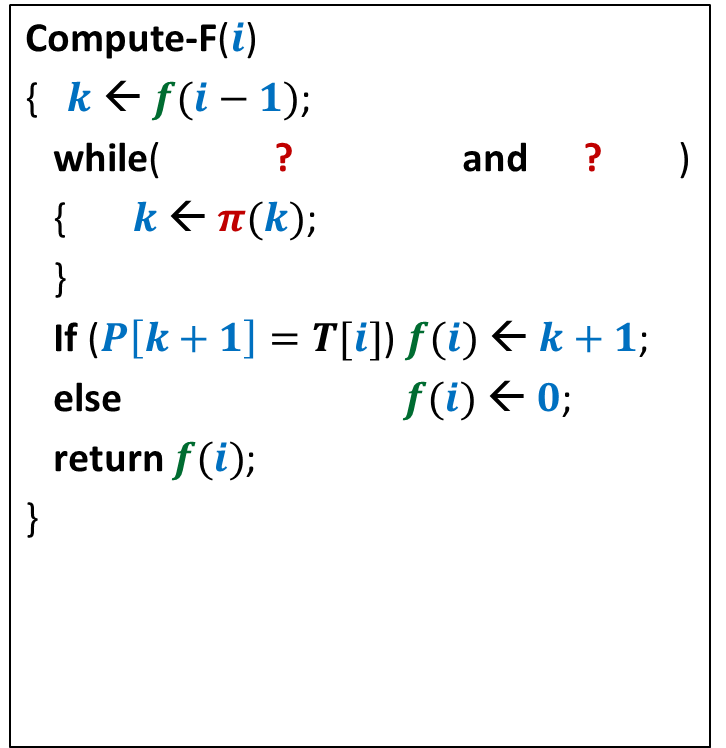 Compute-F(i)
{ k ← f(i − 1);
while( ? and ? )
{ k ← π(k);
}
If (P[k + 1] = T[i]) f(i) ← k + 1;
else f(i) ← 0;
return f(i);
}